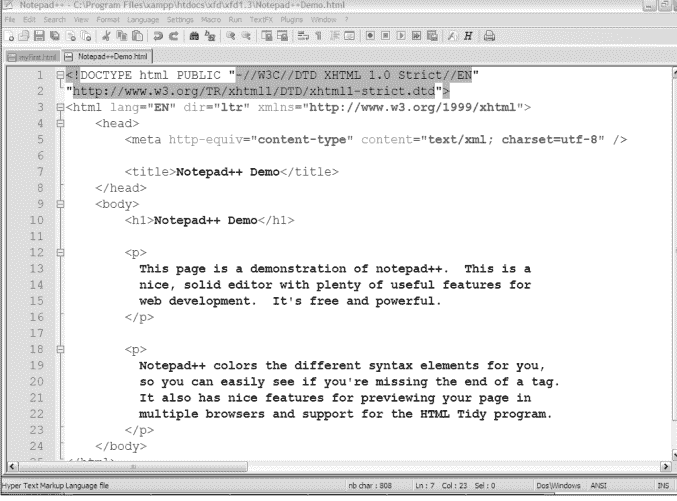 Notepad++ - C:\Program Files\xampp\htdocs\xfd\xfd1.3\Notepad++Demo.html
File Edit Search View Format Language Settings Macro Run TextFX Plugins Window ?
myfirst.html Notepad++Demo.html
1 <!DOCTYPE html PUBLIC "-//W3C//DTD XHTML 1.0 Strict//EN"
2 "http://www.w3.org/TR/xhtml1/DTD/xhtml1-strict.dtd">
3 <html lang="EN" dir="ltr" xmlns="http://www.w3.org/1999/xhtml">
4 <head>
5 <meta http-equiv="content-type" content="text/xml; charset=utf-8" />
6
7 <title>Notepad++ Demo</title>
8 </head>
9 <body>
10 <h1>Notepad++ Demo</h1>
11
12 <p>
13 This page is a demonstration of notepad++. This is a
14 nice, solid editor with plenty of useful features for
15 web development. It's free and powerful.
16 </p>
17
18 <p>
19 Notepad++ colors the different syntax elements for you,
20 so you can easily see if you're missing the end of a tag.
21 It also has nice features for previewing your page in
22 multiple browsers and support for the HTML Tidy program.
23 </p>
24 </body>
25 </html>
Hyper Text Markup Language file nb char : 808 Ln : 7 Col : 23 Sel : 0 Dos\Windows ANSI INS